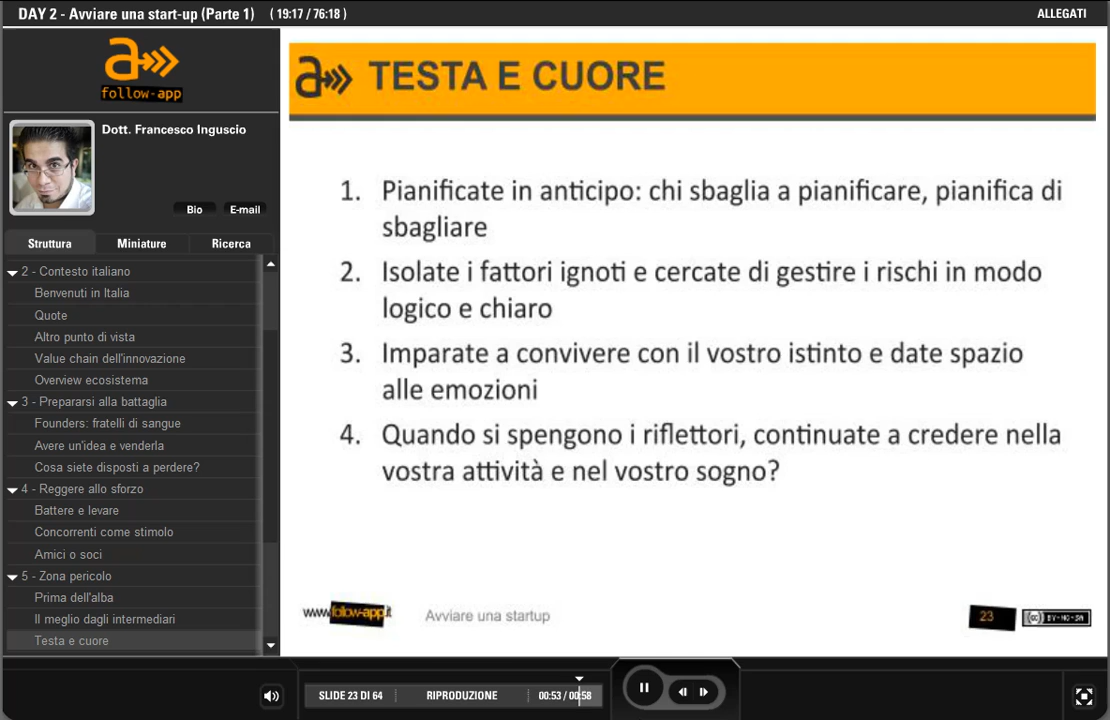 DAY 2 - Avviare una start-up (Parte 1) ( 19:17 / 76:18 )
ALLEGATI
a
follow-app
Dott. Francesco Inguscio
Bio E-mail
Struttura Miniature Ricerca
2 - Contesto italiano
Benvenuti in Italia
Quote
Altro punto di vista
Value chain dell'innovazione
Overview ecosistema
3 - Prepararsi alla battaglia
Founders: fratelli di sangue
Avere un'idea e venderla
Cosa siete disposti a perdere?
4 - Reggere allo sforzo
Battere e levare
Concorrenti come stimolo
Amici o soci
5 - Zona pericolo
Prima dell'alba
Il meglio dagli intermediari
Testa e cuore
a TESTA E CUORE
1. Pianificate in anticipo: chi sbaglia a pianificare, pianifica di
sbagliare
2. Isolate i fattori ignoti e cercate di gestire i rischi in modo
logico e chiaro
3. Imparate a convivere con il vostro istinto e date spazio
alle emozioni
4. Quando si spengono i riflettori, continuate a credere nella
vostra attività e nel vostro sogno?
www.follow-app.it Avviare una startup 23 (cc) BY-NC-SA
SLIDE 23 DI 64 RIPRODUZIONE 00:53 / 00:58